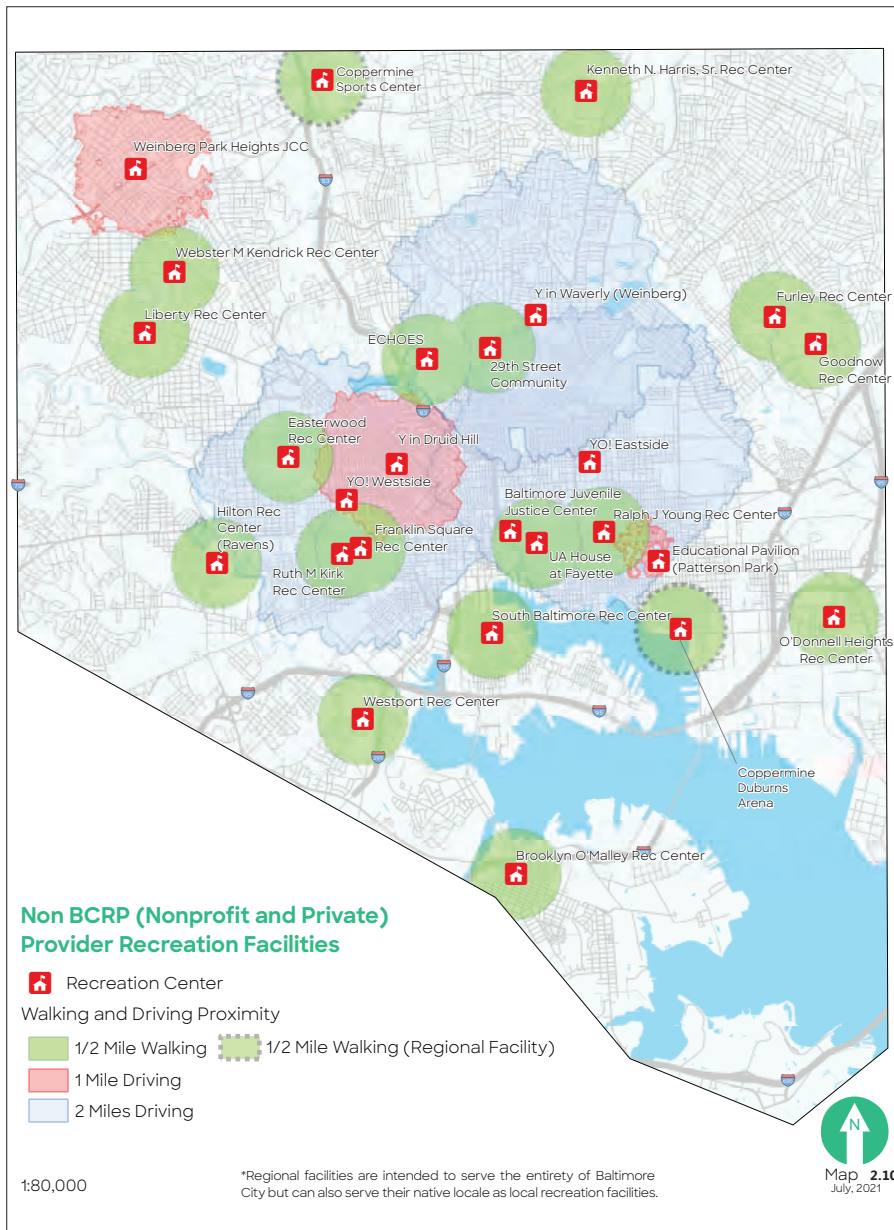 Coppermine
Sports Center
Kenneth N. Harris, Sr. Rec Center
Weinberg Park Heights JCC
Webster M Kendrick Rec Center
Liberty Rec Center
Y in Waverly (Weinberg)
Furley Rec Center
ECHOES
29th Street
Community
Goodnow
Rec Center
Easterwood
Rec Center
Y in Druid Hill
YO! Eastside
YO! Westside
Baltimore Juvenile
Justice Center
Hilton Rec
Center
(Ravens)
Franklin Square
Rec Center
Ralph J Young Rec Center
Ruth M Kirk
Rec Center
UA House
at Fayette
Educational Pavilion
(Patterson Park)
South Baltimore Rec Center
O'Donnell Heights
Rec Center
Westport Rec Center
Coppermine
Duburns
Arena
Brooklyn O'Malley Rec Center
Non BCRP (Nonprofit and Private)
Provider Recreation Facilities
Recreation Center
Walking and Driving Proximity
1/2 Mile Walking
1/2 Mile Walking (Regional Facility)
1 Mile Driving
2 Miles Driving
1:80,000
*Regional facilities are intended to serve the entirety of Baltimore
City but can also serve their native locale as local recreation facilities.
N
Map 2.10
July, 2021